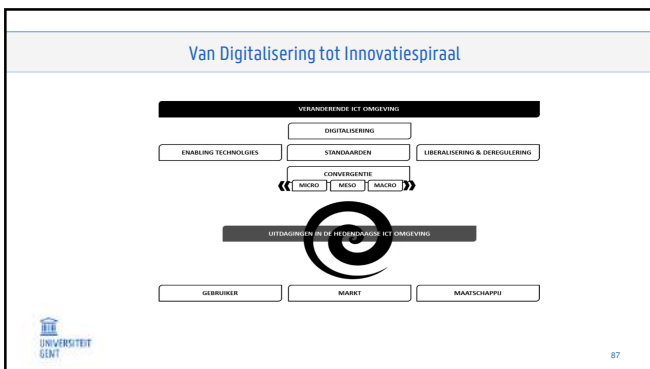 Van Digitalisering tot Innovatiespiraal
VERANDERENDE ICT OMGEVING
DIGITALISERING
ENABLING TECHNOLGIES
STANDAARDEN
LIBERALISERING & DEREGULERING
CONVERGENTIE
MICRO
MESO
MACRO
UITDAGINGEN IN DE HEDENDAAGSE ICT OMGEVING
GEBRUIKER
MARKT
MAATSCHAPPIJ
UNIVERSITEIT
GENT
87